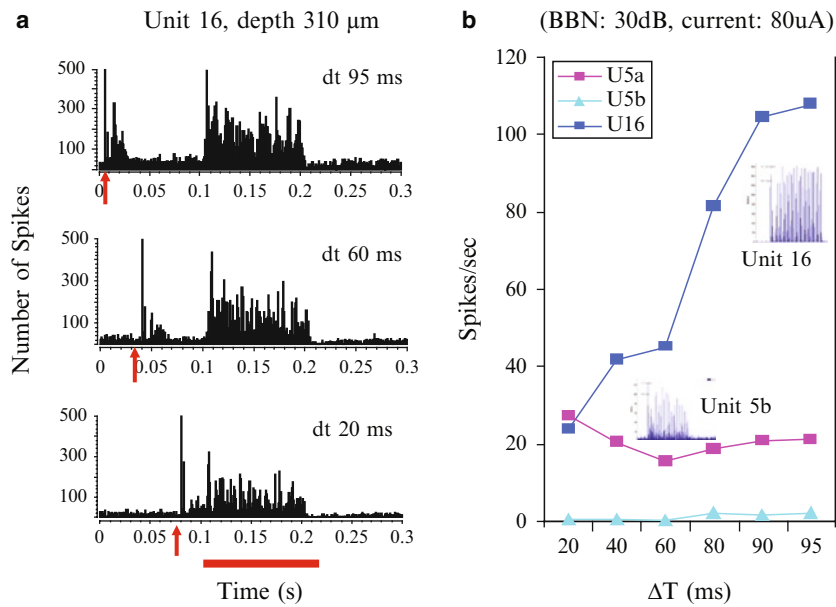 a
Unit 16, depth 310 µm
Number of Spikes
500
300
100
dt 95 ms
0 0.05 0.1 0.15 0.2 0.25 0.3
500
300
100
dt 60 ms
0 0.05 0.1 0.15 0.2 0.25 0.3
500
300
100
dt 20 ms
0 0.05 0.1 0.15 0.2 0.25 0.3
Time (s)
b
(BBN: 30dB, current: 80uA)
Spikes/sec
120
100
80
60
40
20
0
U5a
U5b
U16
Unit 16
Unit 5b
20 40 60 80 90 95
ΔT (ms)